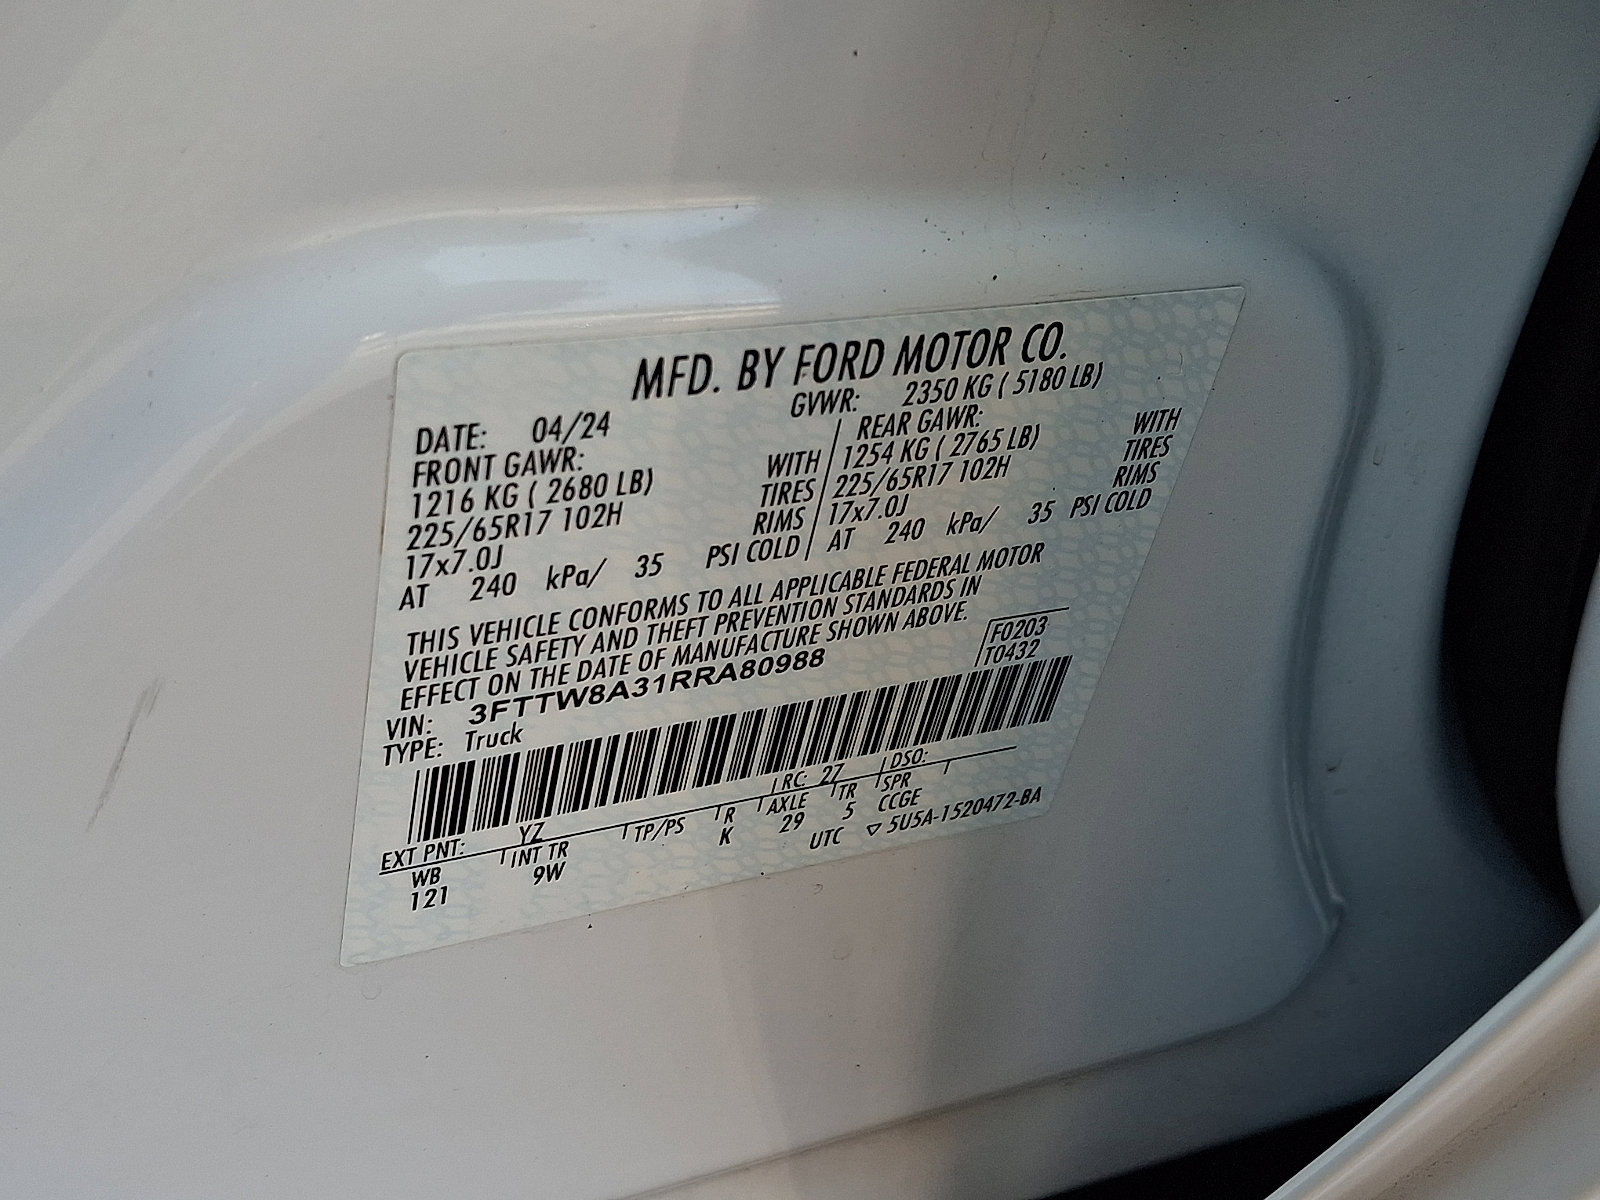 MFD. BY FORD MOTOR CO.
DATE: 04/24 GVWR: 2350 KG ( 5180 LB)
FRONT GAWR: REAR GAWR:
1216 KG ( 2680 LB) WITH 1254 KG ( 2765 LB) WITH
225/65R17 102H TIRES 225/65R17 102H TIRES
17x7.0J RIMS 17x7.0J RIMS
AT 240 kPa/ 35 PSI COLD AT 240 kPa/ 35 PSI COLD
THIS VEHICLE CONFORMS TO ALL APPLICABLE FEDERAL MOTOR
VEHICLE SAFETY AND THEFT PREVENTION STANDARDS IN
EFFECT ON THE DATE OF MANUFACTURE SHOWN ABOVE.
VIN: 3FTTW8A31RRA80988 F0203
TYPE: Truck T0432
EXT PNT: YZ RC: 27 DSO:
WB INT TR TP/PS R AXLE TR SPR
121 9W K 29 5 CCGE
UTC ▽ 5U5A-1520472-BA